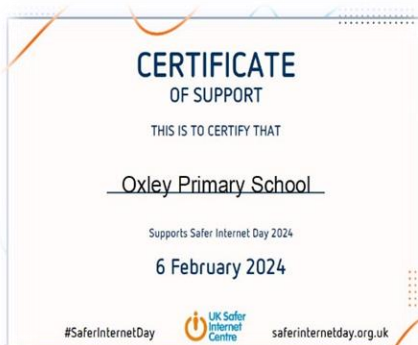 CERTIFICATE
OF SUPPORT
THIS IS TO CERTIFY THAT
Oxley Primary School
Supports Safer Internet Day 2024
6 February 2024
#SaferInternetDay
UK Safer
Internet
Centre
saferinternetday.org.uk